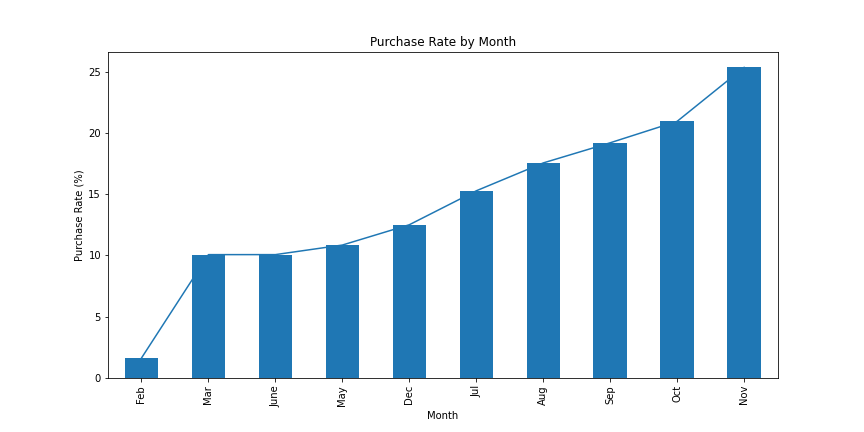 Purchase Rate by Month
Purchase Rate (%)
25
20
15
10
5
0
Feb
Mar
June
May
Dec
Jul
Aug
Sep
Oct
Nov
Month